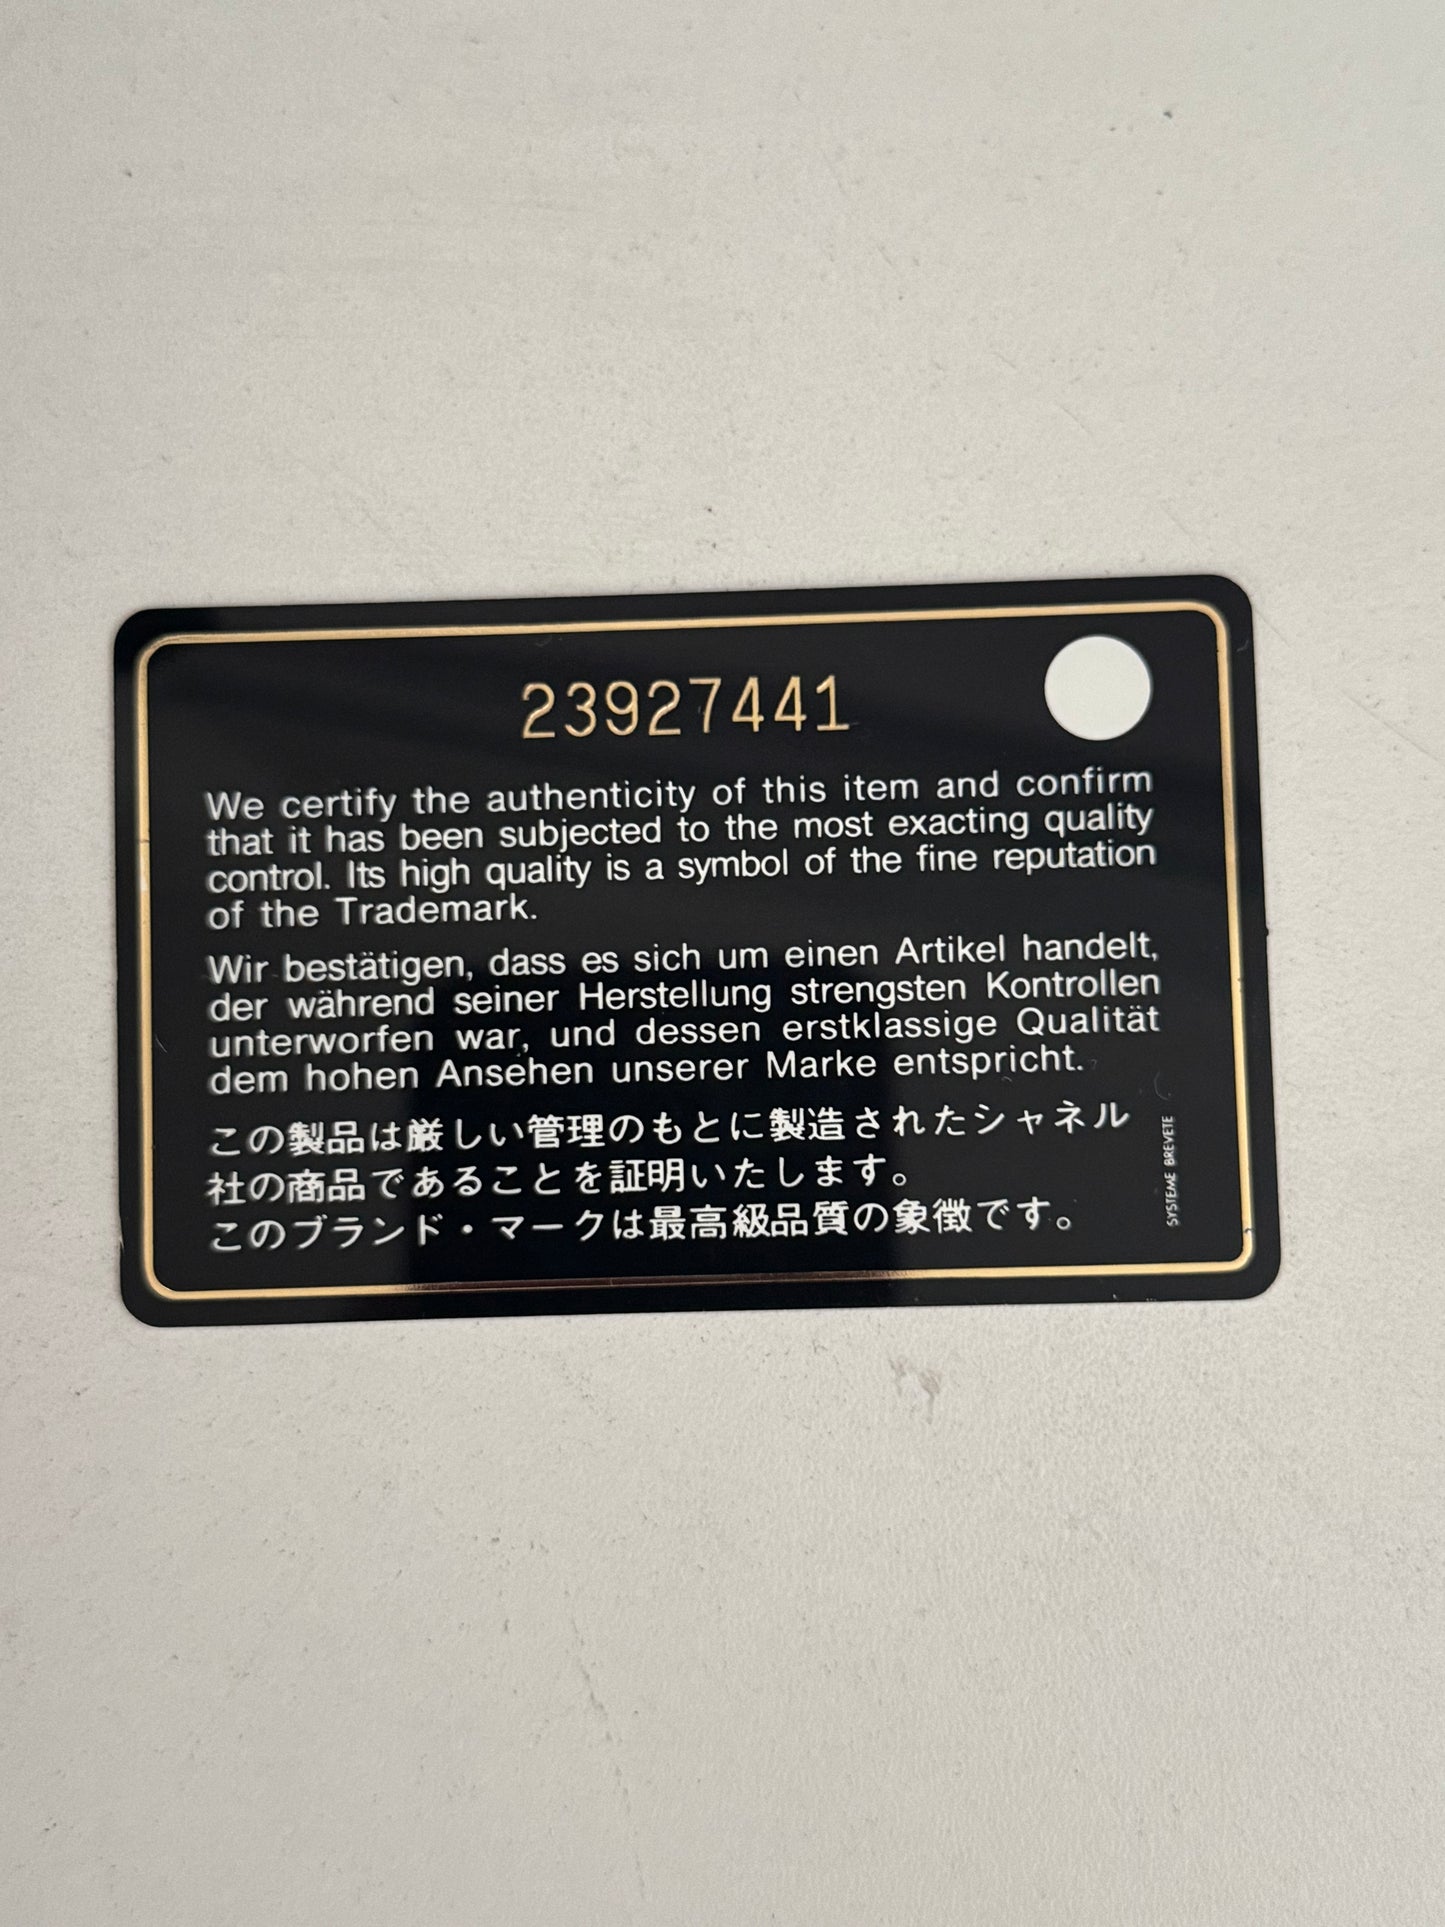 23927441
We certify the authenticity of this item and confirm
that it has been subjected to the most exacting quality
control. Its high quality is a symbol of the fine reputation
of the Trademark.
Wir bestätigen, dass es sich um einen Artikel handelt,
der während seiner Herstellung strengsten Kontrollen
unterworfen war, und dessen erstklassige Qualität
dem hohen Ansehen unserer Marke entspricht.
この製品は厳しい管理のもとに製造されたシャネル
社の商品であることを証明いたします。
このブランド・マークは最高級品質の象徴です。
SYSTEME BREVETE